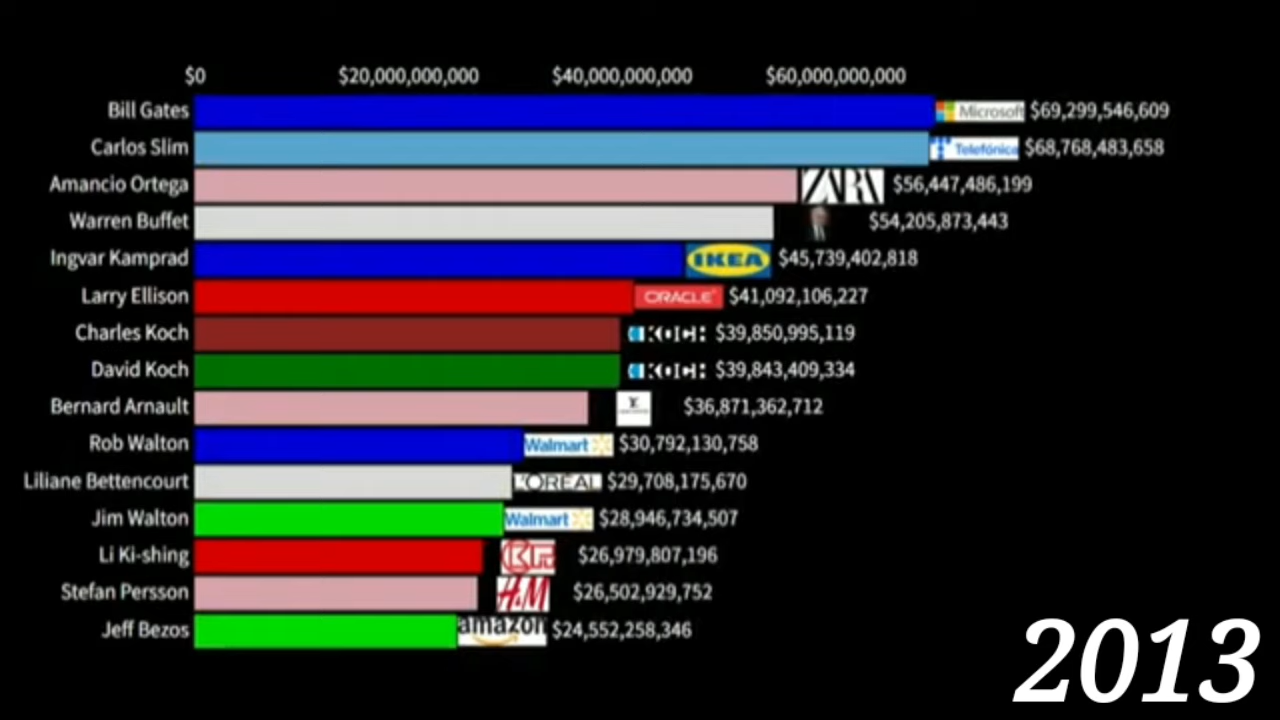 $0 $20,000,000,000 $40,000,000,000 $60,000,000,000
Bill Gates Microsoft $69,299,546,609
Carlos Slim Telefónica $68,768,483,658
Amancio Ortega ZARA $56,447,486,199
Warren Buffet $54,205,873,443
Ingvar Kamprad IKEA $45,739,402,818
Larry Ellison ORACLE $41,092,106,227
Charles Koch KOCH $39,850,995,119
David Koch KOCH $39,843,409,334
Bernard Arnault $36,871,362,712
Rob Walton Walmart $30,792,130,758
Liliane Bettencourt L'ORÉAL $29,708,175,670
Jim Walton Walmart $28,946,734,507
Li Ki-shing $26,979,807,196
Stefan Persson H&M $26,502,929,752
Jeff Bezos amazon $24,552,258,346
2013